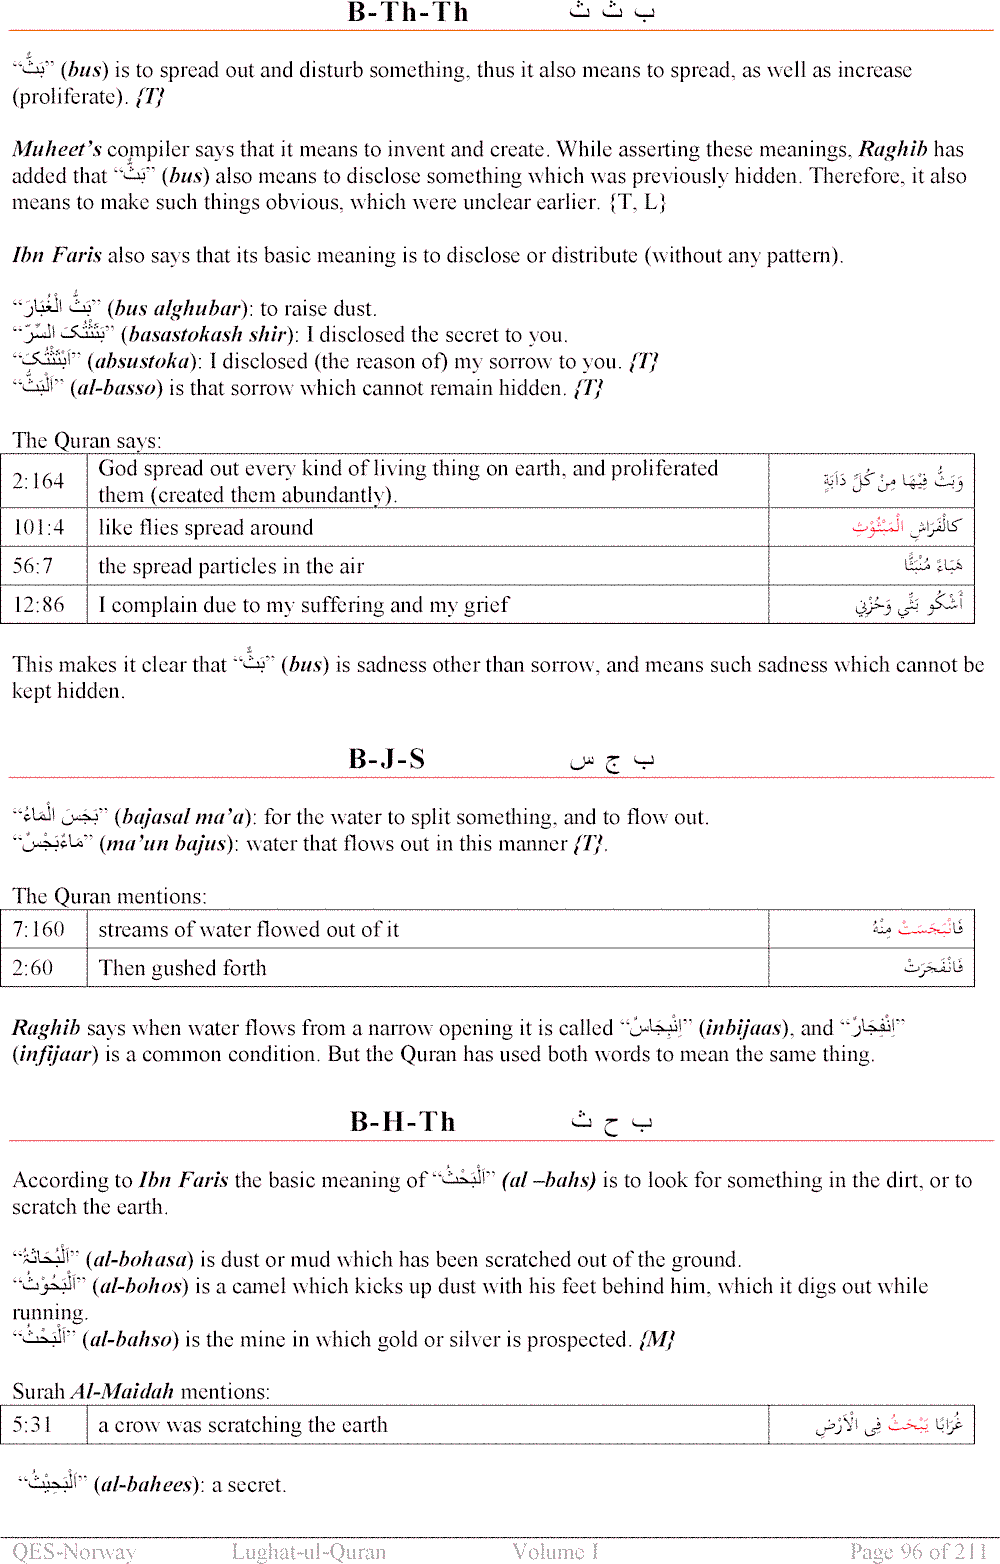 B-Th-Th ب ث ث
“بَثٌّ” (bus) is to spread out and disturb something, thus it also means to spread, as well as increase
(proliferate). {T}
Muheet’s compiler says that it means to invent and create. While asserting these meanings, Raghib has
added that “بَثٌّ” (bus) also means to disclose something which was previously hidden. Therefore, it also
means to make such things obvious, which were unclear earlier. {T, L}
Ibn Faris also says that its basic meaning is to disclose or distribute (without any pattern).
“بَثُّ الْغُبَارَ” (bus alghubar): to raise dust.
“بَثَثْتُکَ السِّرّ” (basastokash shir): I disclosed the secret to you.
“اَبْثَثْتُکَ” (absustoka): I disclosed (the reason of) my sorrow to you. {T}
“اَلْبَثُّ” (al-basso) is that sorrow which cannot remain hidden. {T}
The Quran says:
2:164 God spread out every kind of living thing on earth, and proliferated
them (created them abundantly). وَبَثُّ فِيْهَا مِنْ كُلِّ دَآبَةٍ
101:4 like flies spread around كالْفَرَاشِ الْمَبْثُوْثِ
56:7 the spread particles in the air هَبَاءً مُنْبَثًّا
12:86 I complain due to my suffering and my grief أَشْكُو بَثِّي وَحُزْنِي
This makes it clear that “بَثٌّ” (bus) is sadness other than sorrow, and means such sadness which cannot be
kept hidden.
B-J-S ب ج س
“بَجَسَ الْمَاءُ” (bajasal ma’a): for the water to split something, and to flow out.
“مَاءٌبَجْسٌ” (ma’un bajus): water that flows out in this manner {T}.
The Quran mentions:
7:160 streams of water flowed out of it فَانْبَجَسَتْ مِنْهُ
2:60 Then gushed forth فَانْفَجَرَتْ
Raghib says when water flows from a narrow opening it is called “اِنْبِجَاسٌ” (inbijaas), and “اِنْفِجَارٌ”
(infijaar) is a common condition. But the Quran has used both words to mean the same thing.
B-H-Th ب ح ث
According to Ibn Faris the basic meaning of “اَلْبَحْثُ” (al –bahs) is to look for something in the dirt, or to
scratch the earth.
“اَلْبُحَاثَةُ” (al-bohasa) is dust or mud which has been scratched out of the ground.
“اَلْبَحُوْثُ” (al-bohos) is a camel which kicks up dust with his feet behind him, which it digs out while
running.
“اَلْبَحْثُ” (al-bahso) is the mine in which gold or silver is prospected. {M}
Surah Al-Maidah mentions:
5:31 a crow was scratching the earth غُرَابًا يَبْحَثُ فِى الْاَرْضِ
“اَلْبَحِيْثُ” (al-bahees): a secret.
QES-Norway Lughat-ul-Quran Volume I Page 96 of 211